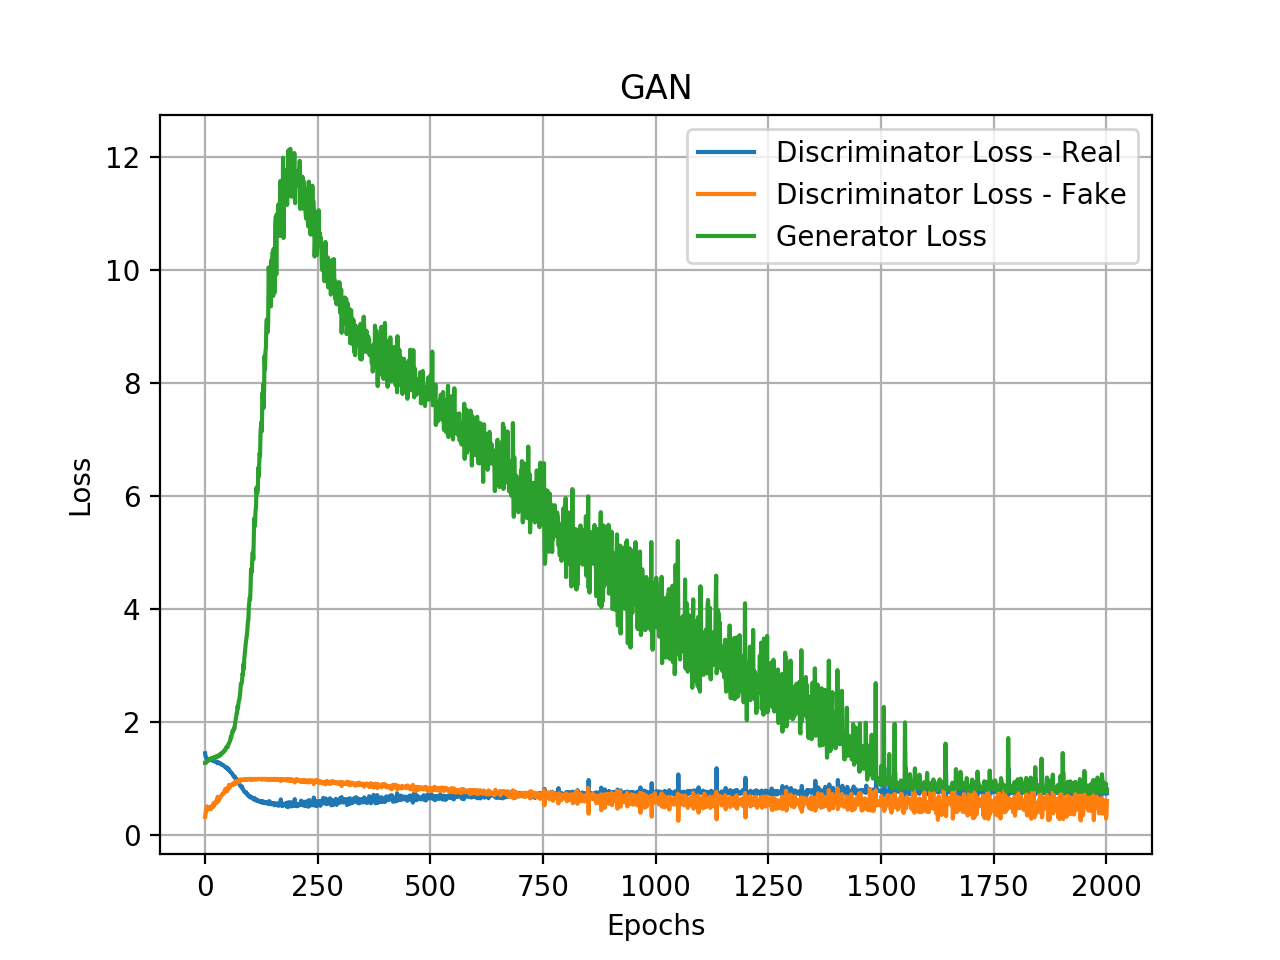 GAN
Discriminator Loss - Real
Discriminator Loss - Fake
Generator Loss
12
10
8
6
4
2
0
Loss
0 250 500 750 1000 1250 1500 1750 2000
Epochs